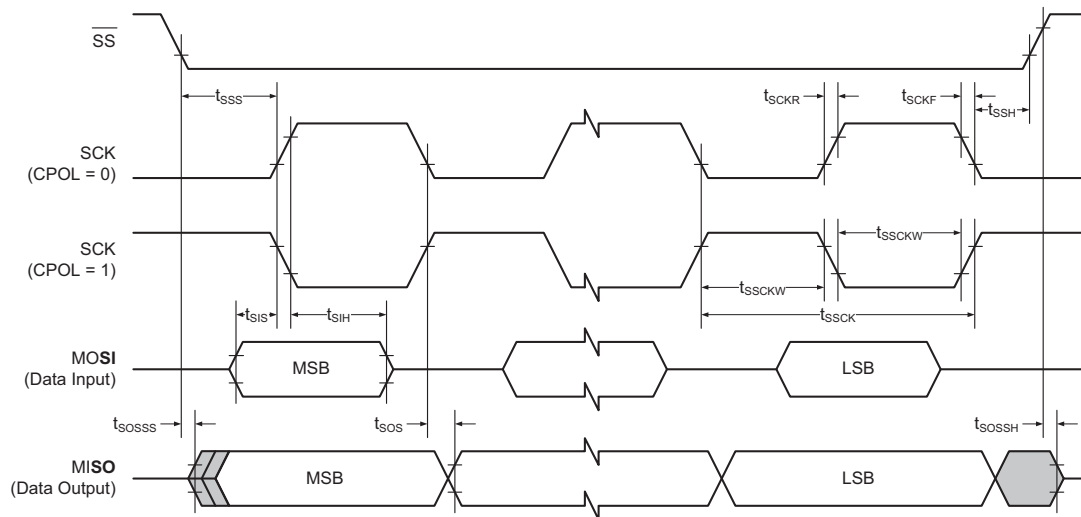 SS
tSSS
tSCKR
tSCKF
tSSH
SCK
(CPOL = 0)
SCK
(CPOL = 1)
tSSCKW
tSSCKW
tSSCK
tSIS
tSIH
MOSI
(Data Input)
MSB
LSB
tSOSSS
tSOS
tSOSSH
MISO
(Data Output)
MSB
LSB